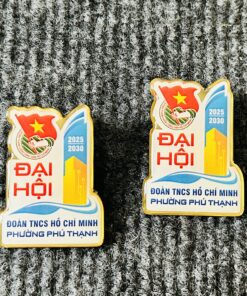 2025
2030
ĐẠI
HỘI
ĐOÀN TNCS HỒ CHÍ MINH
PHƯỜNG PHÚ THẠNH
2025
2030
ĐẠI
HỘI
ĐOÀN TNCS HỒ CHÍ MINH
PHƯỜNG PHÚ THẠNH